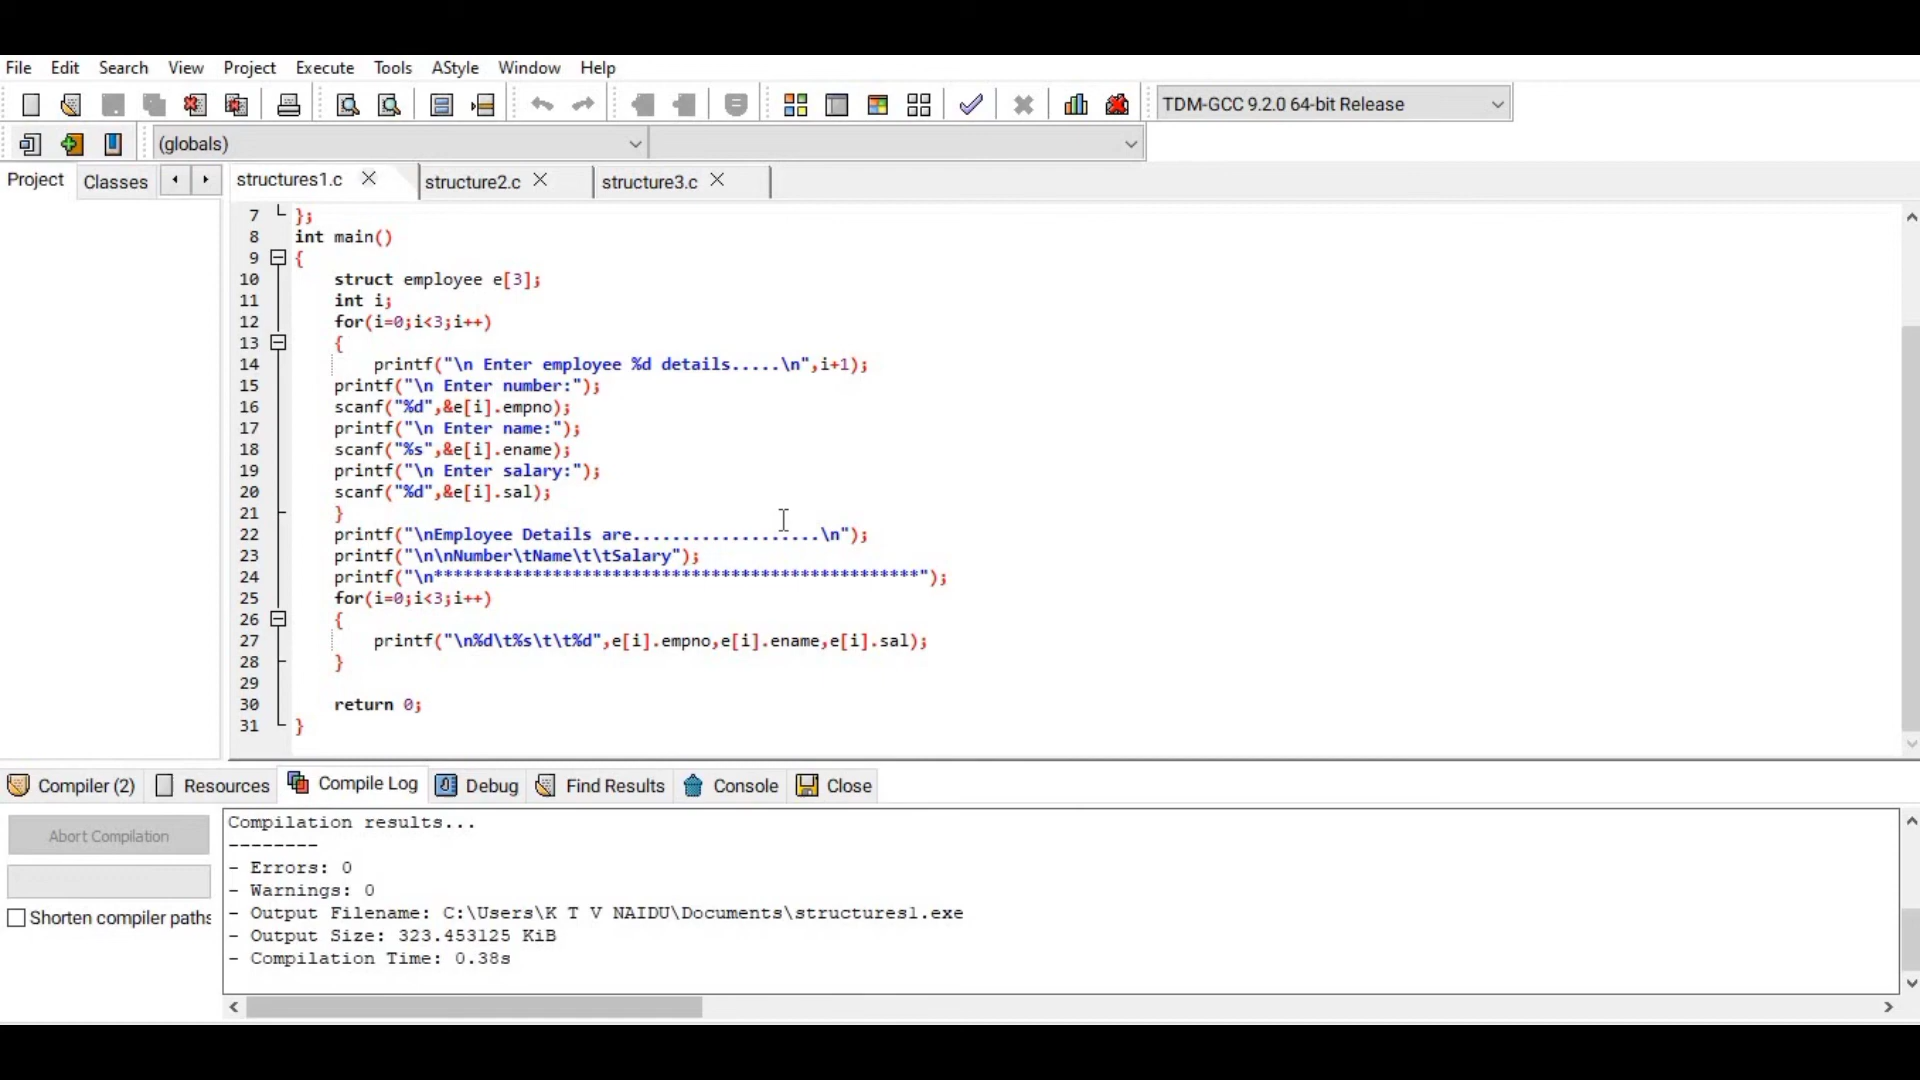 File Edit Search View Project Execute Tools AStyle Window Help
TDM-GCC 9.2.0 64-bit Release
(globals)
Project Classes structures1.c structure2.c structure3.c
7 };
8 int main()
9 {
10 struct employee e[3];
11 int i;
12 for(i=0;i<3;i++)
13 {
14 printf("\n Enter employee %d details.....\n",i+1);
15 printf("\n Enter number:");
16 scanf("%d",&e[i].empno);
17 printf("\n Enter name:");
18 scanf("%s",&e[i].ename);
19 printf("\n Enter salary:");
20 scanf("%d",&e[i].sal);
21 }
22 printf("\nEmployee Details are...................\n");
23 printf("\n\nNumber\tName\t\tSalary");
24 printf("\n*************************************************");
25 for(i=0;i<3;i++)
26 {
27 printf("\n%d\t%s\t\t%d",e[i].empno,e[i].ename,e[i].sal);
28 }
29
30 return 0;
31 }
Compiler (2) Resources Compile Log Debug Find Results Console Close
Abort Compilation
Shorten compiler paths
Compilation results...
--------
- Errors: 0
- Warnings: 0
- Output Filename: C:\Users\K T V NAIDU\Documents\structures1.exe
- Output Size: 323.453125 KiB
- Compilation Time: 0.38s